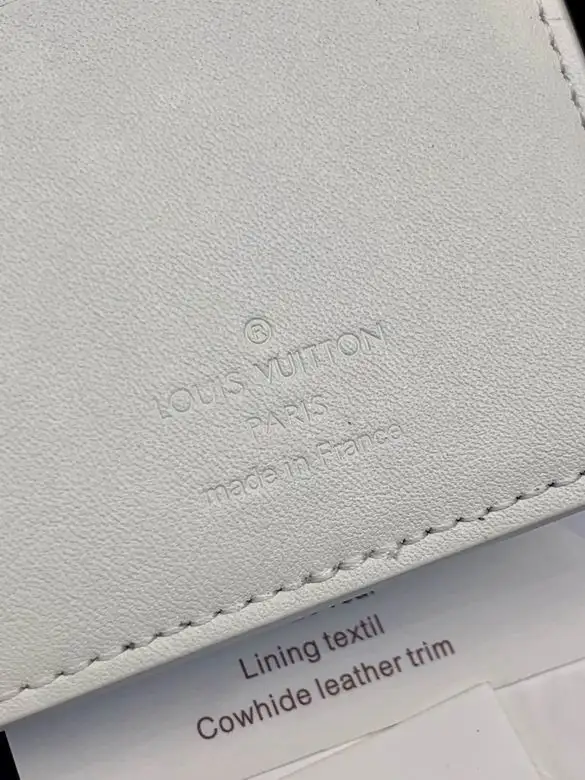 ®
LOUIS VUITTON
PARIS
made in France
Lining textil
Cowhide leather trim